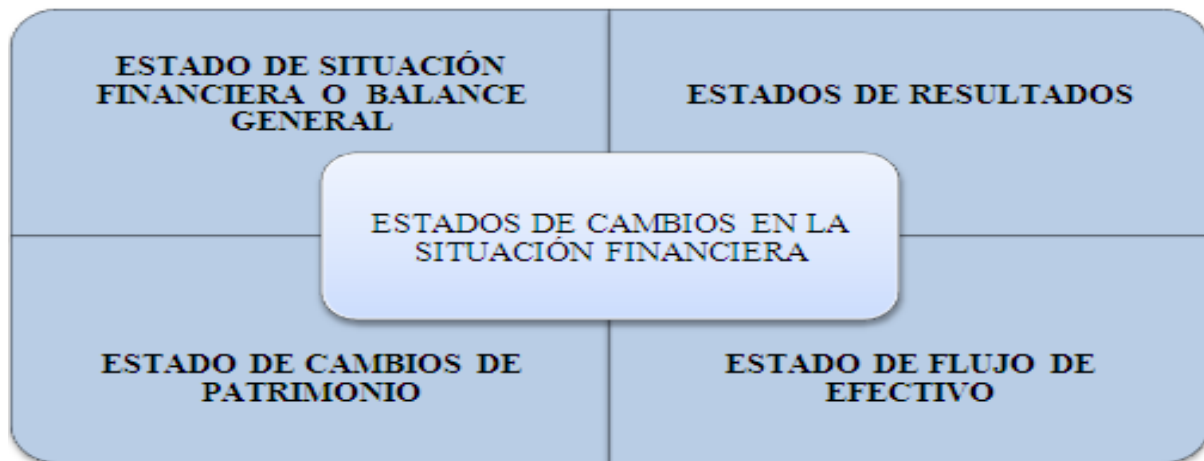 ESTADO DE SITUACIÓN
FINANCIERA O BALANCE
GENERAL
ESTADOS DE RESULTADOS
ESTADOS DE CAMBIOS EN LA
SITUACIÓN FINANCIERA
ESTADO DE CAMBIOS DE
PATRIMONIO
ESTADO DE FLUJO DE
EFECTIVO